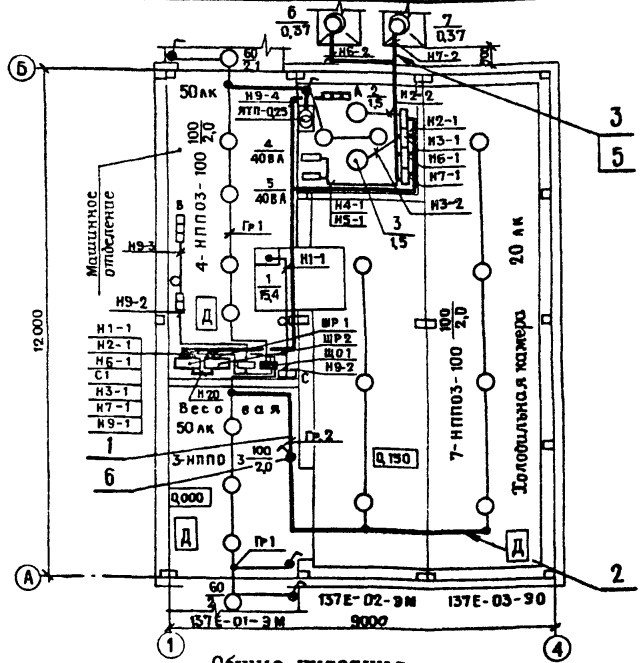 6
0,37
7
0,37
Н6-2
Н7-2
60
2,1
200
Б
50 лк
Н9-4
ЯТП-0,25
А
2
1,5
Н2-2
Н2-1
Н3-1
Н6-1
Н7-1
3
5
4
40ВА
5
40ВА
Н4-1
Н5-1
3
1,5
Н3-2
Машинное
отделение
4-НПП03-100 100
2,0
В
Н9-3
Гр1
1
15,4
Н1-1
Н9-2
Д
20 лк
Холодильная камера
7-НПП03-100 100
2,0
12000
Н1-1
Н2-1
Н6-1
С1
Н3-1
Н7-1
Н9-1
ШР1
ШР2
ЩО1
Н9-2
Н20
С
Весовая
50 лк
Гр.2
1
6
3-НПП03 100
2,0
0,150
0,000
Д
Гр1
Д
2
А
60
2
137Е-01-ЭМ
137Е-02-ЭМ
137Е-03-90
9000
1
4
Общие указания